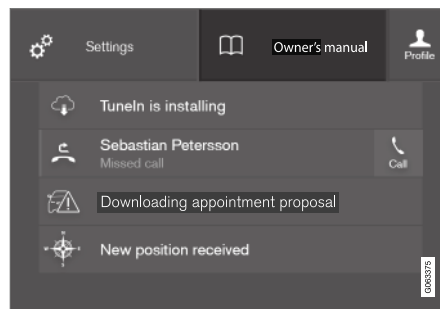 Settings
Owner's manual
Profile
TuneIn is installing
Sebastian Petersson
Missed call
Call
Downloading appointment proposal
New position received
G063375